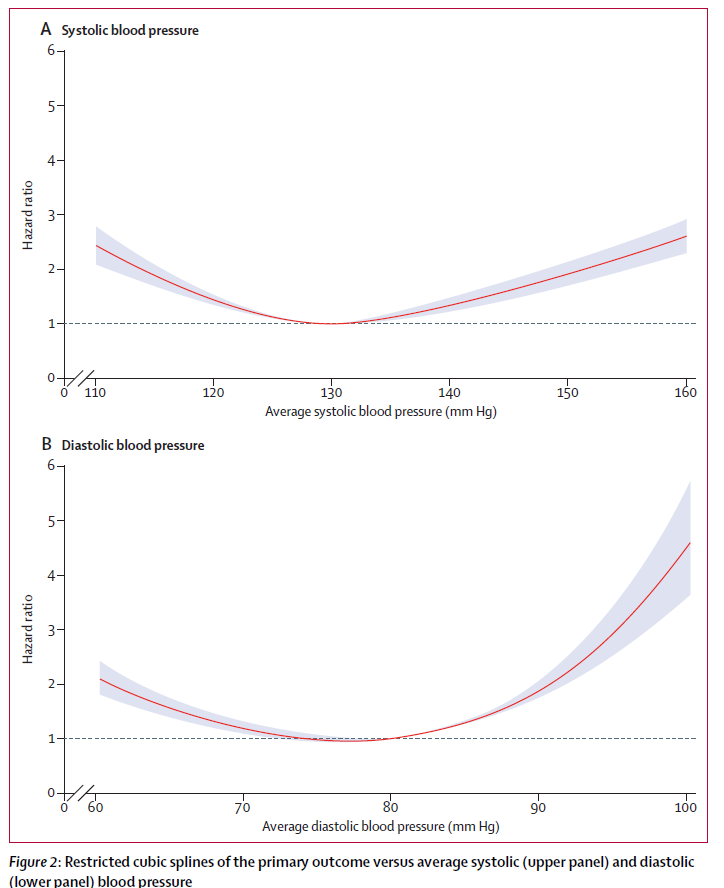 A Systolic blood pressure
6
5
4
3
2
1
0
Hazard ratio
0 110 120 130 140 150 160
Average systolic blood pressure (mm Hg)
B Diastolic blood pressure
6
5
4
3
2
1
0
Hazard ratio
0 60 70 80 90 100
Average diastolic blood pressure (mm Hg)
Figure 2: Restricted cubic splines of the primary outcome versus average systolic (upper panel) and diastolic
(lower panel) blood pressure